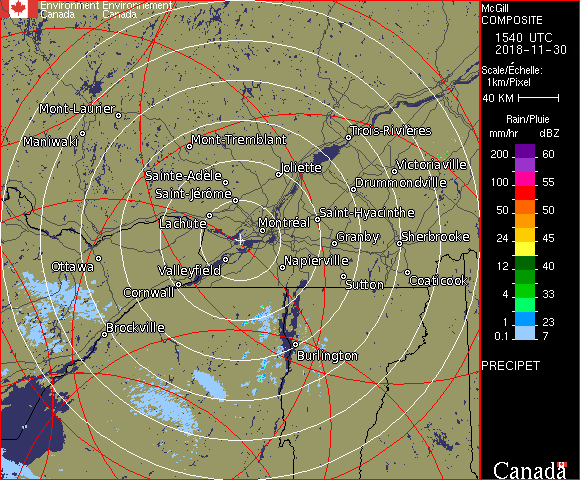 Environment Environnement
Canada Canada
McGill
COMPOSITE
1540 UTC
2018-11-30
Scale/Échelle:
1km/Pixel
40 KM
Rain/Pluie
mm/hr dBZ
200 60
100 55
50 50
24 45
12 40
4 33
1 23
0.1 7
PRECIPET
Canada
Mont-Laurier
Maniwaki
Mont-Tremblant
Trois-Rivières
Joliette
Victoriaville
Sainte-Adèle
Drummondville
Saint-Jérôme
Lachute
Saint-Hyacinthe
Montréal
Granby
Sherbrooke
Ottawa
Valleyfield
Napierville
Cornwall
Sutton
Coaticook
Brockville
Burlington